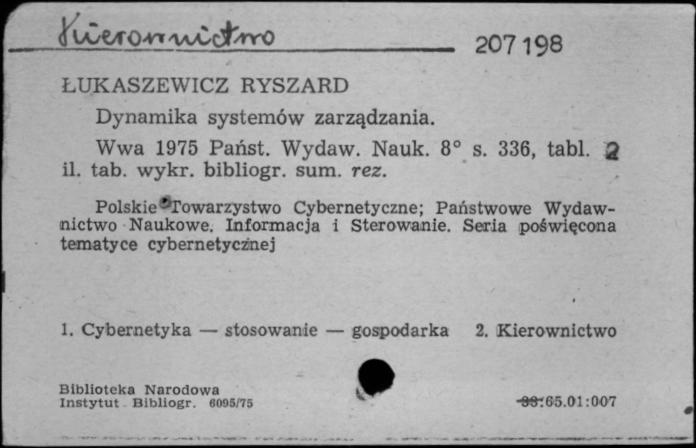 Kierownictwo
207198
ŁUKASZEWICZ RYSZARD
Dynamika systemów zarządzania.
Wwa 1975 Państ. Wydaw. Nauk. 8° s. 336, tabl. 2
il. tab. wykr. bibliogr. sum. rez.
Polskie Towarzystwo Cybernetyczne; Państwowe Wydaw-
nictwo Naukowe. Informacja i Sterowanie. Seria poświęcona
tematyce cybernetycznej
1. Cybernetyka — stosowanie — gospodarka 2. Kierownictwo
Biblioteka Narodowa
Instytut Bibliogr. 6095/75
33:65.01:007